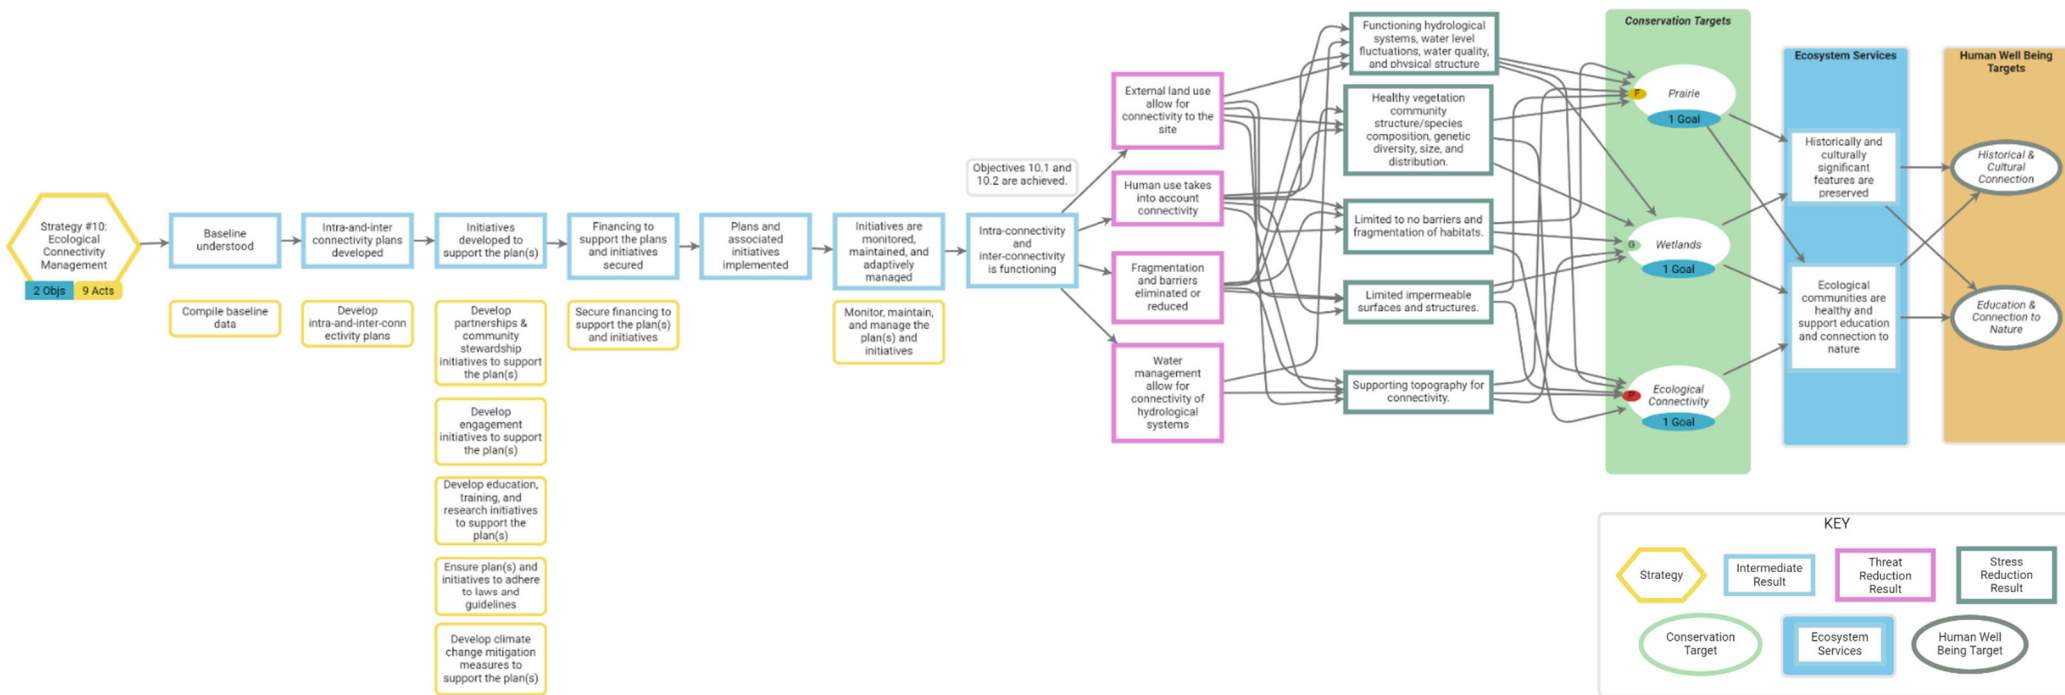 Strategy #10:
Ecological
Connectivity
Management
2 Objs
9 Acts
Baseline
understood
Compile baseline
data
Intra-and-inter
connectivity plans
developed
Develop
intra-and-inter-conn
ectivity plans
Initiatives
developed to
support the plan(s)
Develop
partnerships &
community
stewardship
initiatives to support
the plan(s)
Develop
engagement
initiatives to support
the plan(s)
Develop education,
training, and
research initiatives
to support the
plan(s)
Ensure plan(s) and
initiatives to adhere
to laws and
guidelines
Develop climate
change mitigation
measures to
support the plan(s)
Financing to
support the plans
and initiatives
secured
Secure financing to
support the plan(s)
and initiatives
Plans and
associated
initiatives
implemented
Initiatives are
monitored,
maintained, and
adaptively
managed
Monitor, maintain,
and manage the
plan(s) and
initiatives
Objectives 10.1 and
10.2 are achieved.
Intra-connectivity
and
inter-connectivity
is functioning
External land use
allow for
connectivity to the
site
Human use takes
into account
connectivity
Fragmentation
and barriers
eliminated or
reduced
Water
management
allow for
connectivity of
hydrological
systems
Functioning hydrological
systems, water level
fluctuations, water quality,
and physical structure
Healthy vegetation
community
structure/species
composition, genetic
diversity, size, and
distribution.
Limited to no barriers and
fragmentation of habitats.
Limited impermeable
surfaces and structures.
Supporting topography for
connectivity.
Conservation Targets
F
Prairie
1 Goal
G
Wetlands
1 Goal
P
Ecological
Connectivity
1 Goal
Ecosystem Services
Historically and
culturally
significant
features are
preserved
Ecological
communities are
healthy and
support education
and connection to
nature
Human Well Being
Targets
Historical &
Cultural
Connection
Education &
Connection to
Nature
KEY
Strategy
Intermediate
Result
Threat
Reduction
Result
Stress
Reduction
Result
Conservation
Target
Ecosystem
Services
Human Well
Being Target